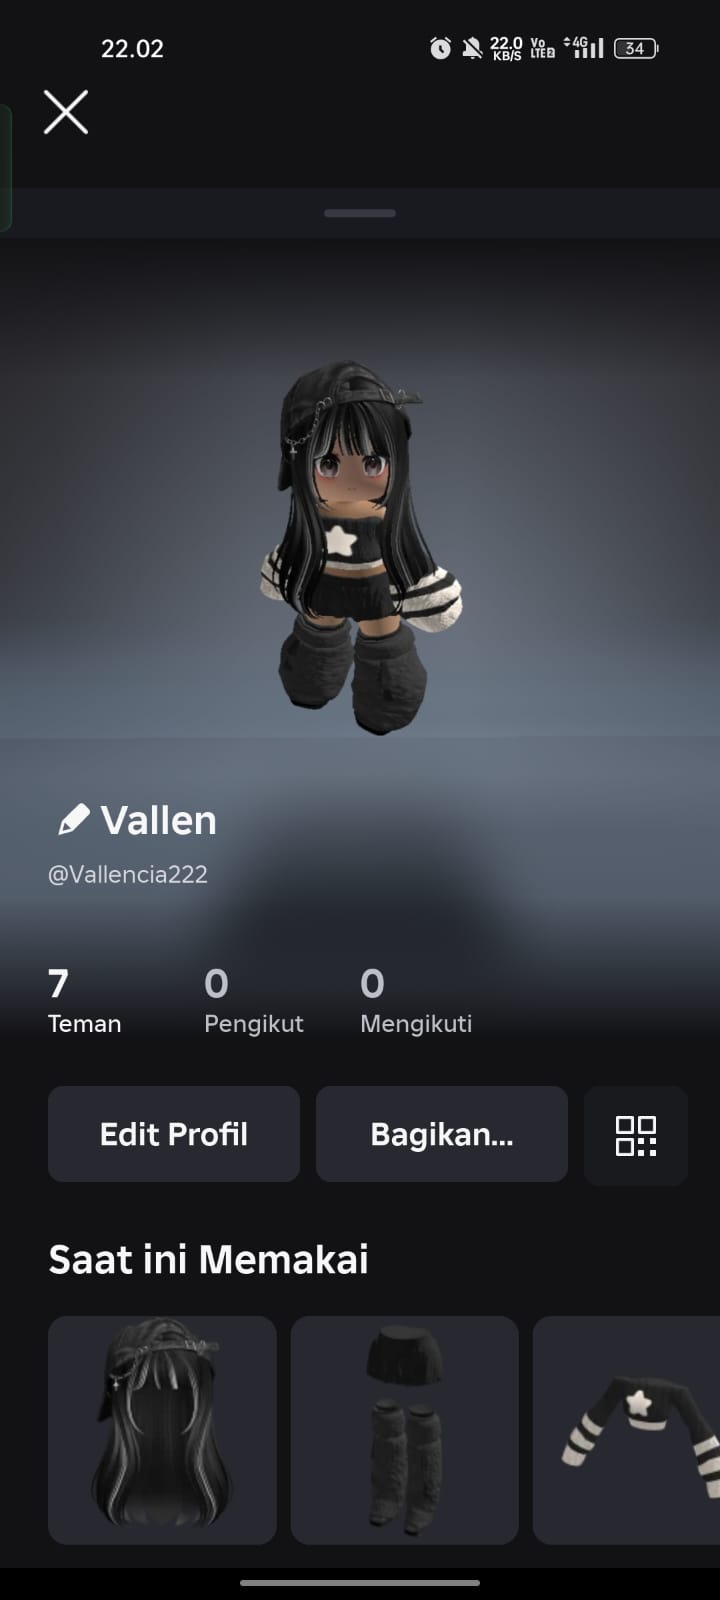 22.02
22.0 KB/S Vo LTE 2 4G 34
Vallen
@Vallencia222
7 0 0
Teman Pengikut Mengikuti
Edit Profil Bagikan...
Saat ini Memakai